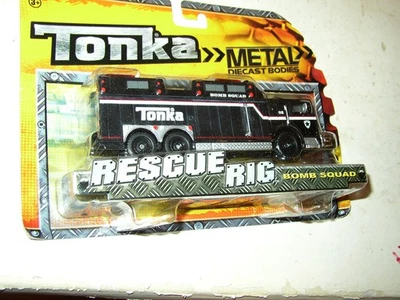 3+
Tonka
METAL
DIECAST BODIES
BOMB SQUAD
Tonka
RESCUE RIG
BOMB SQUAD